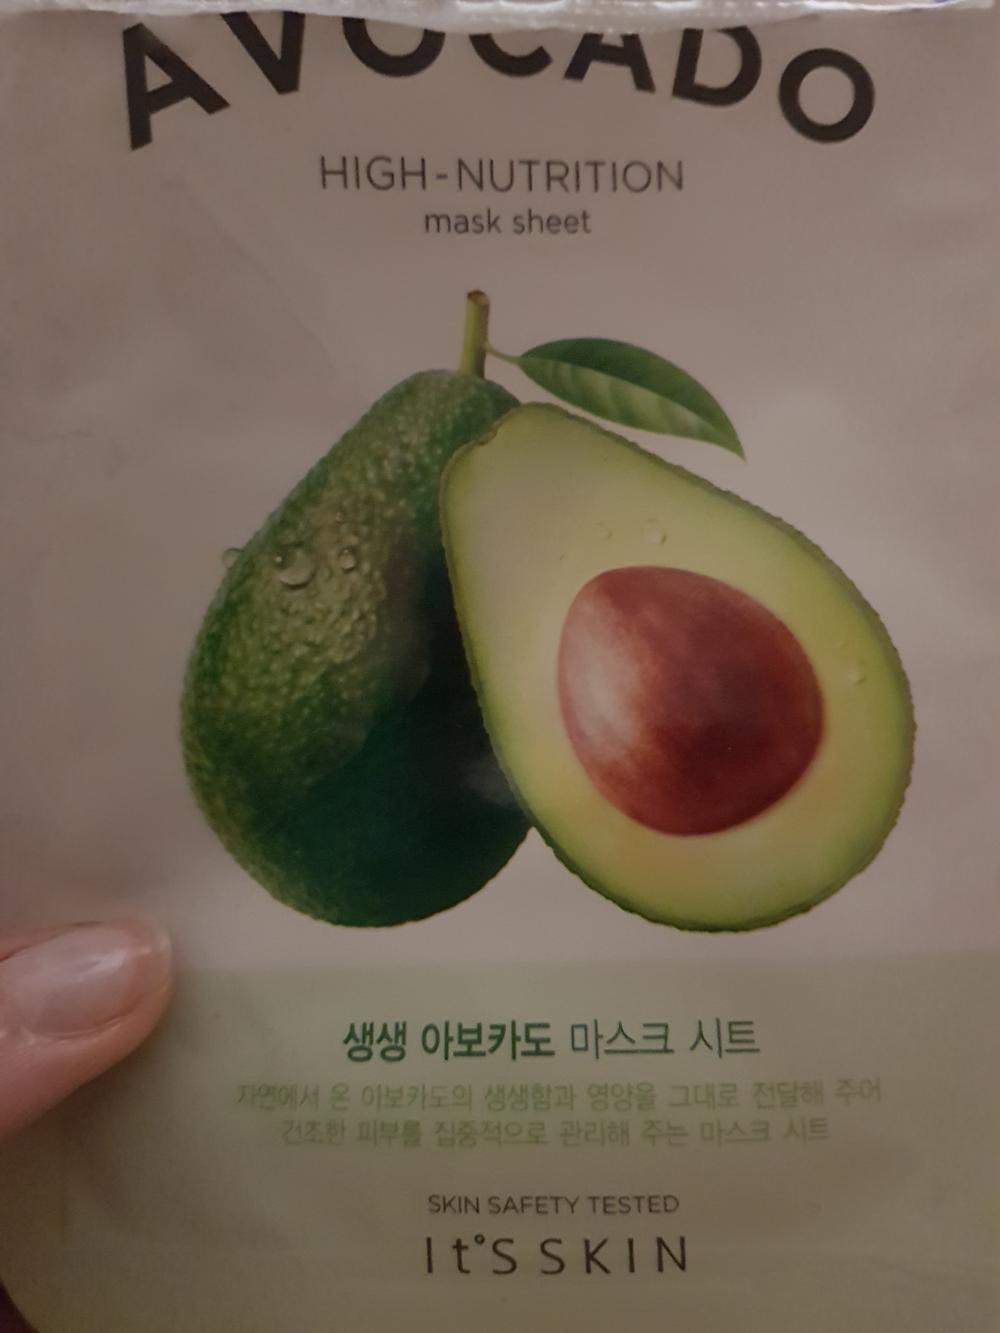 AVOCADO
HIGH-NUTRITION
mask sheet
생생 아보카도 마스크 시트
자연에서 온 아보카도의 생생함과 영양을 그대로 전달해 주어
건조한 피부를 집중적으로 관리해 주는 마스크 시트
SKIN SAFETY TESTED
It'S SKIN